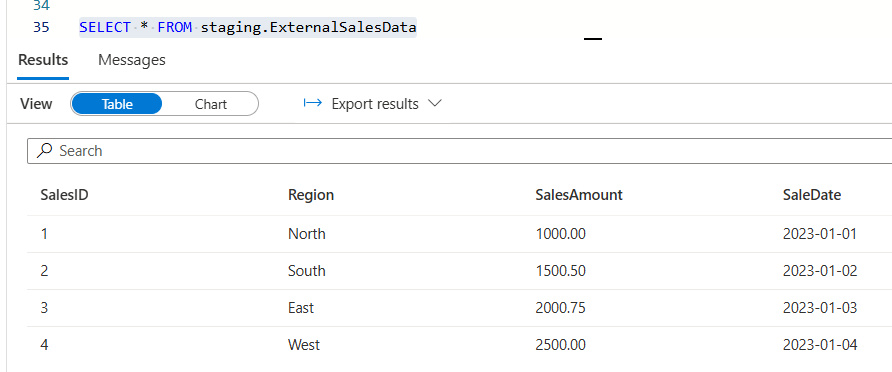 34
35 SELECT * FROM staging.ExternalSalesData
Results Messages
View Table Chart Export results
Search
SalesID Region SalesAmount SaleDate
1 North 1000.00 2023-01-01
2 South 1500.50 2023-01-02
3 East 2000.75 2023-01-03
4 West 2500.00 2023-01-04